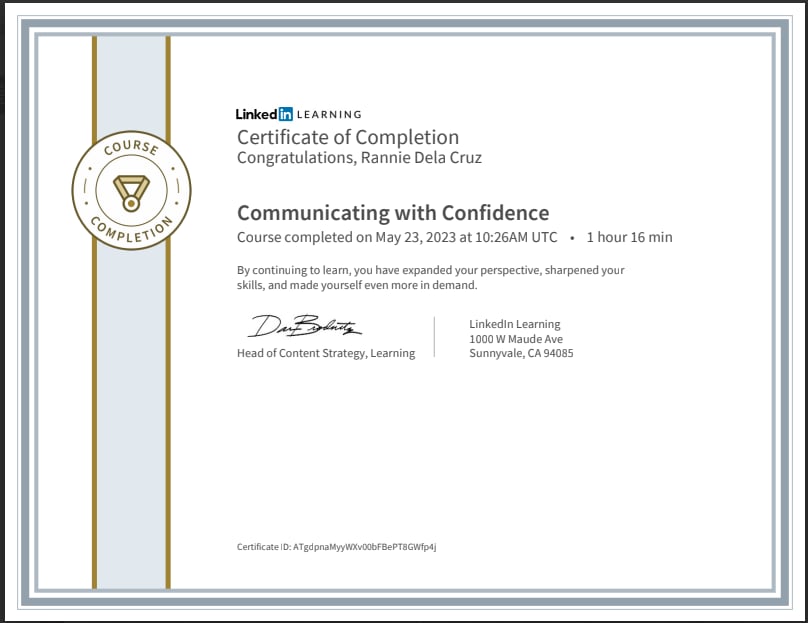 COURSE
COMPLETION
Linked in LEARNING
Certificate of Completion
Congratulations, Rannie Dela Cruz
Communicating with Confidence
Course completed on May 23, 2023 at 10:26AM UTC • 1 hour 16 min
By continuing to learn, you have expanded your perspective, sharpened your
skills, and made yourself even more in demand.
Head of Content Strategy, Learning
LinkedIn Learning
1000 W Maude Ave
Sunnyvale, CA 94085
Certificate ID: ATgdpnaMyyWXv00bFBePT8GWfp4j